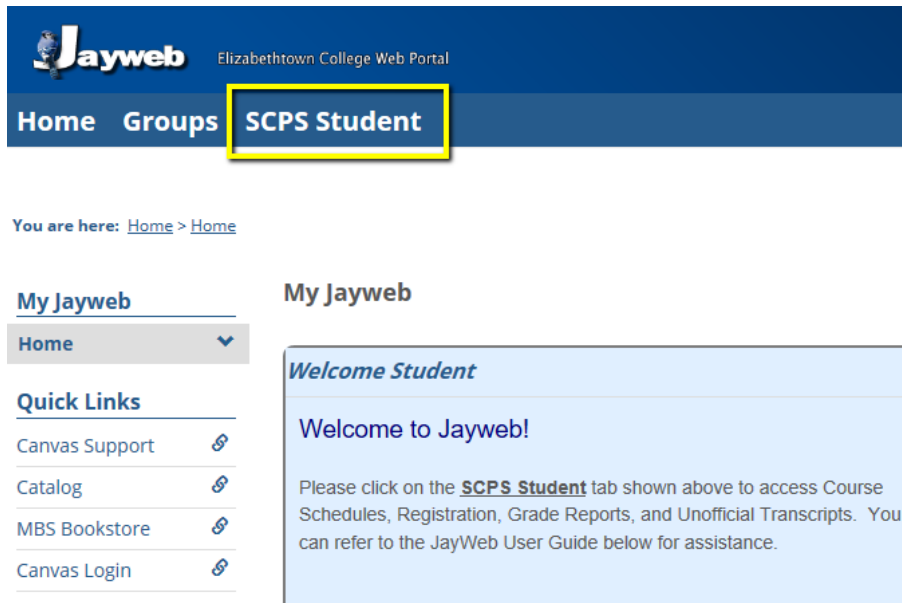 Jayweb Elizabethtown College Web Portal
Home Groups SCPS Student
You are here: Home > Home
My Jayweb
Home
Quick Links
Canvas Support
Catalog
MBS Bookstore
Canvas Login
My Jayweb
Welcome Student
Welcome to Jayweb!
Please click on the SCPS Student tab shown above to access Course
Schedules, Registration, Grade Reports, and Unofficial Transcripts. You
can refer to the JayWeb User Guide below for assistance.